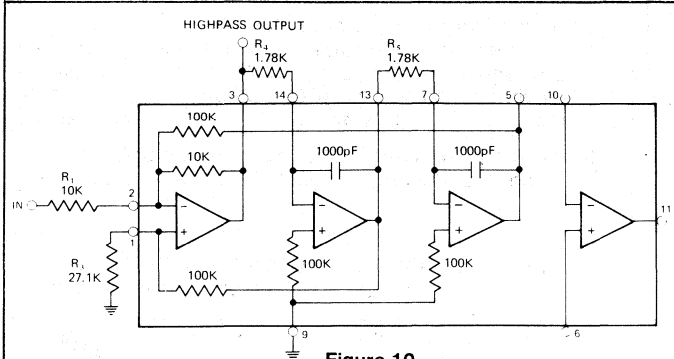 HIGHPASS OUTPUT
R4
1.78K
R5
1.78K
3
14
13
7
5
10
100K
10K
1000pF
1000pF
R1
10K
IN
2
1
11
R3
27.1K
100K
100K
100K
9
6
Figure 10